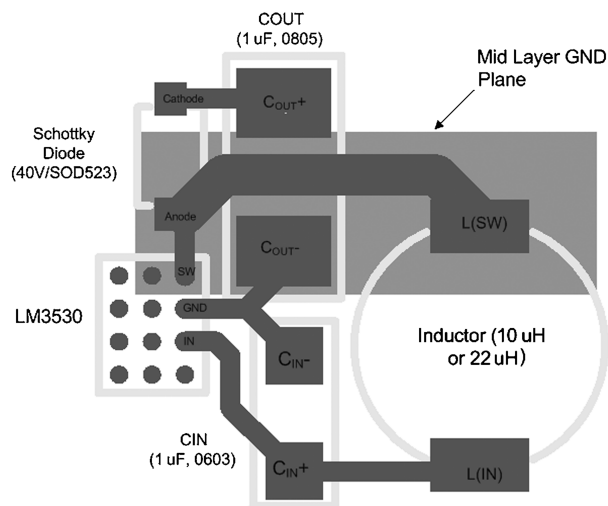 COUT
(1 uF, 0805)
Mid Layer GND
Plane
Cathode
COUT+
Schottky
Diode
(40V/SOD523)
Anode
L(SW)
COUT-
SW
LM3530
GND
IN
Inductor (10 uH
or 22 uH)
CIN-
CIN
(1 uF, 0603)
CIN+
L(IN)